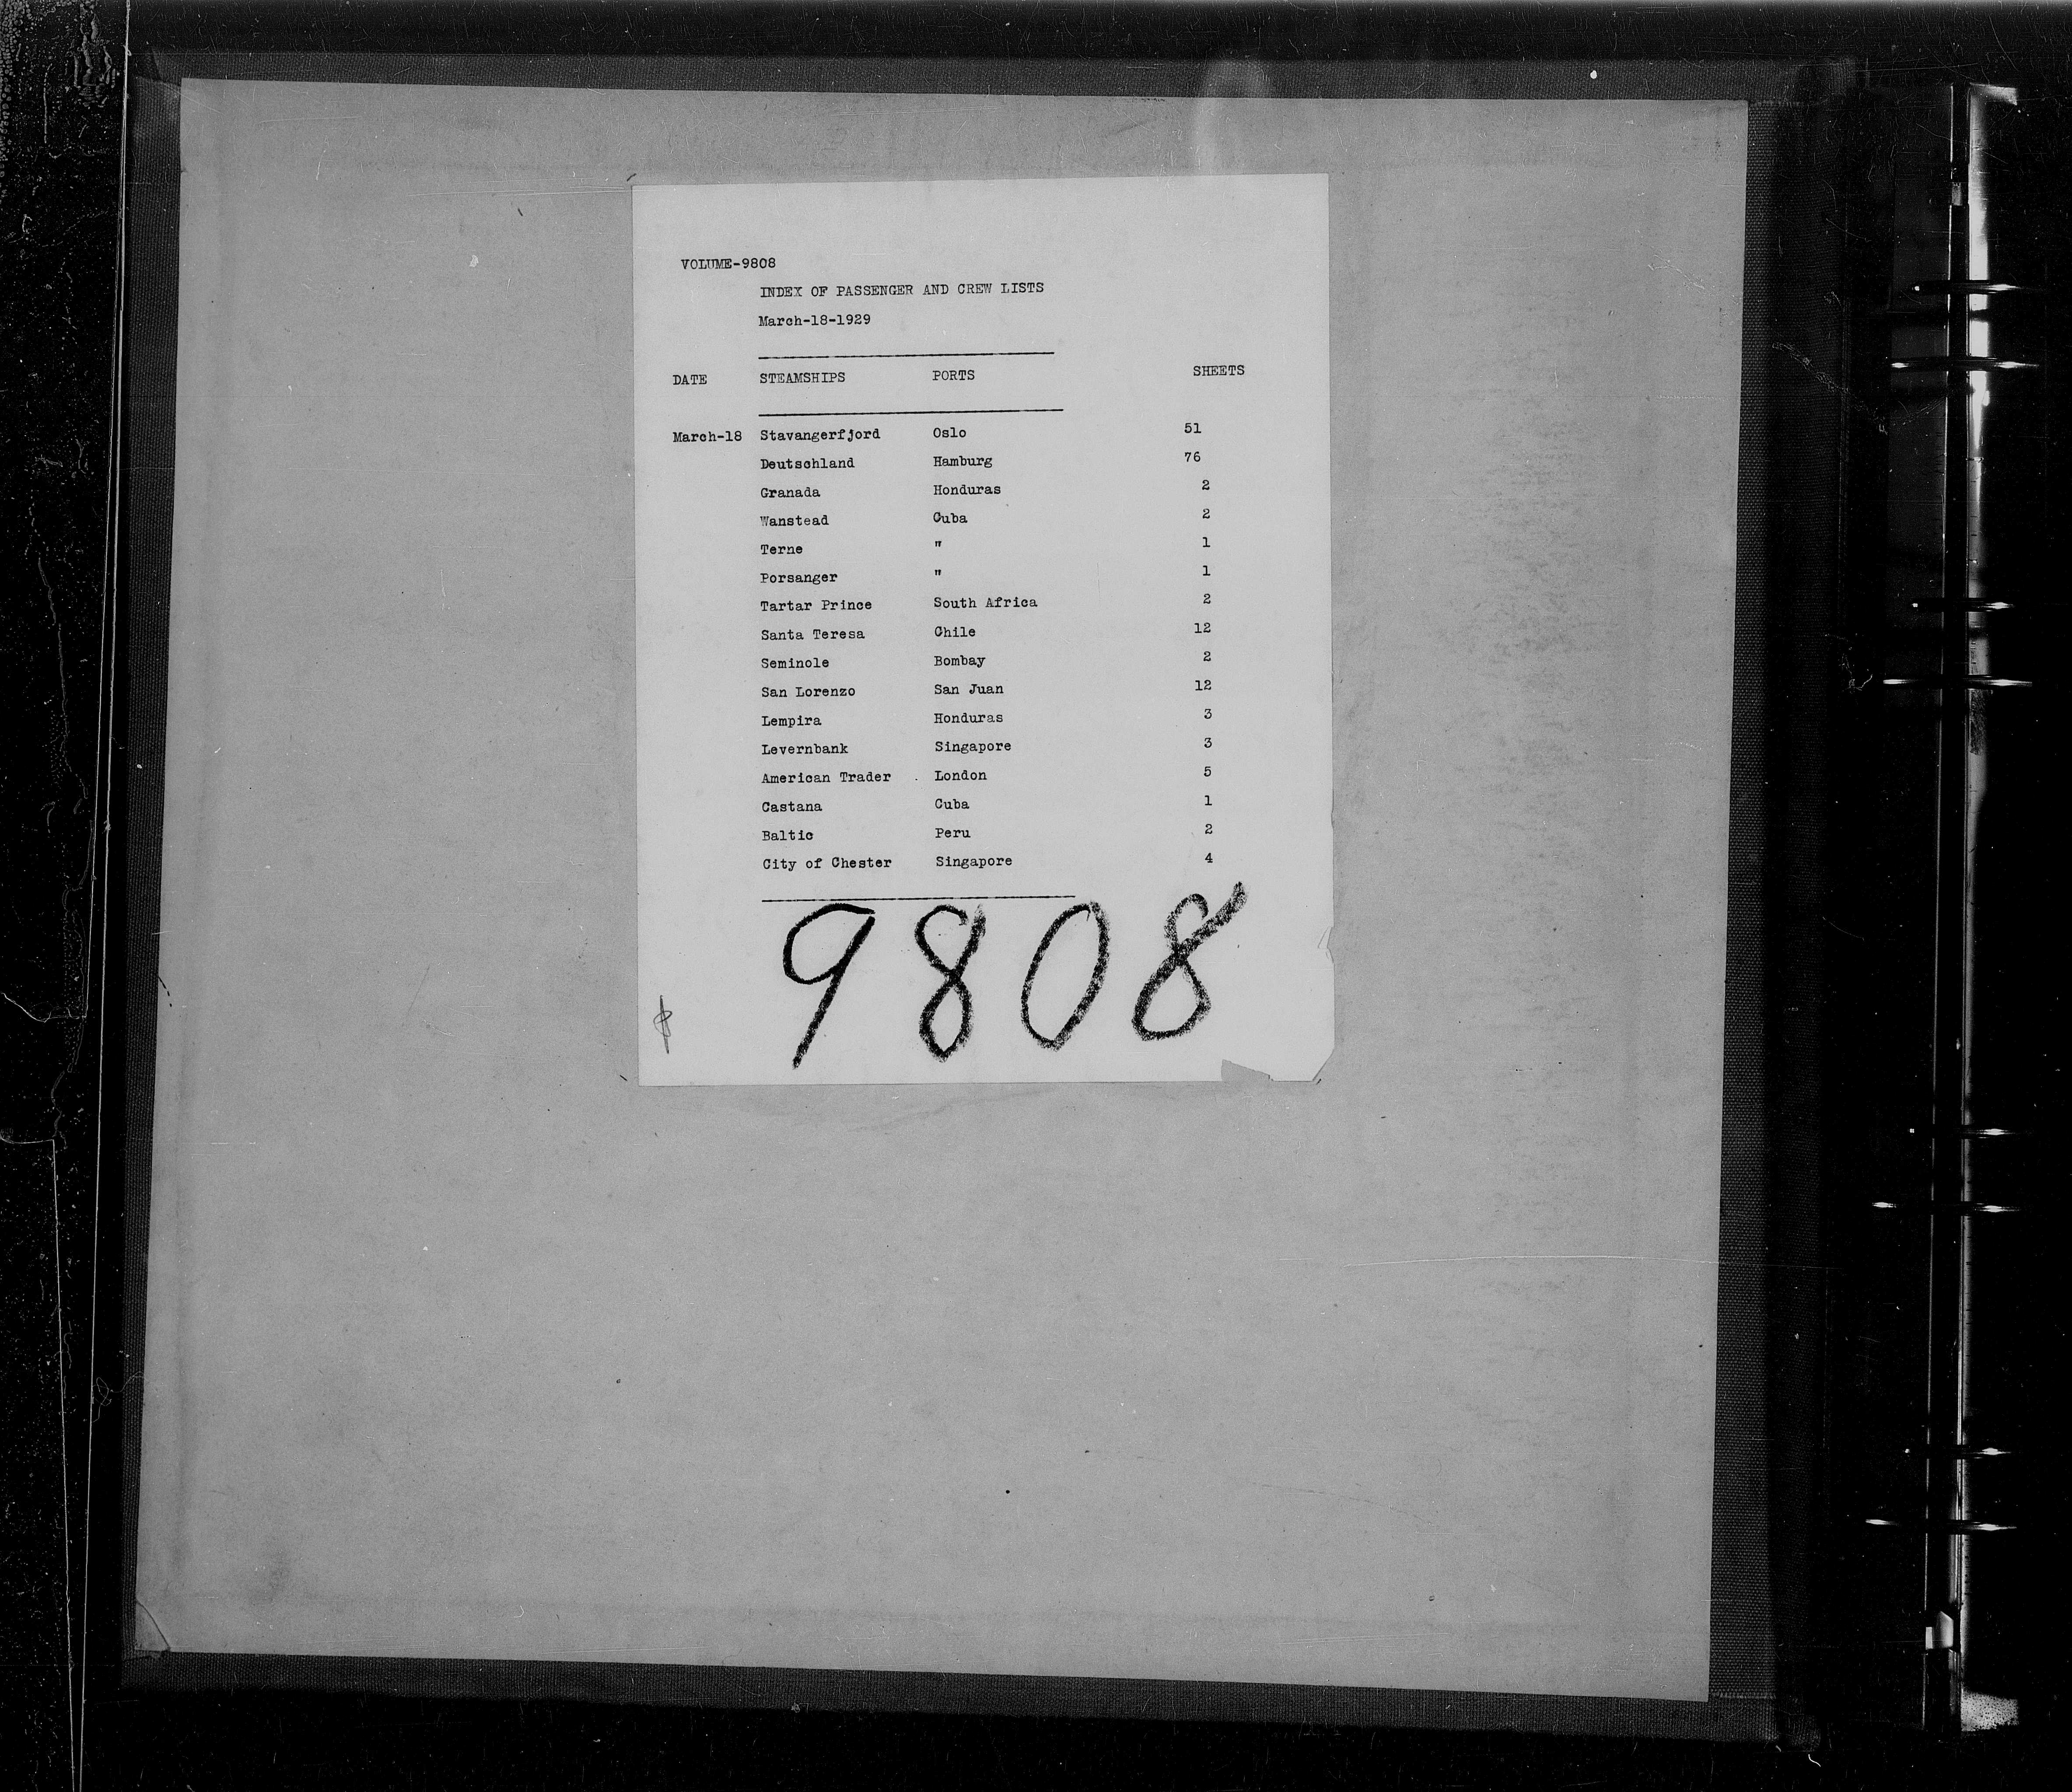 VOLUME-9808
INDEX OF PASSENGER AND CREW LISTS
March-18-1929
DATE STEAMSHIPS PORTS SHEETS
March-18 Stavangerfjord Oslo 51
Deutschland Hamburg 76
Granada Honduras 2
Wanstead Cuba 2
Terne " 1
Porsanger " 1
Tartar Prince South Africa 2
Santa Teresa Chile 12
Seminole Bombay 2
San Lorenzo San Juan 12
Lempira Honduras 3
Levernbank Singapore 3
American Trader . London 5
Castana Cuba 1
Baltic Peru 2
City of Chester Singapore 4
9808